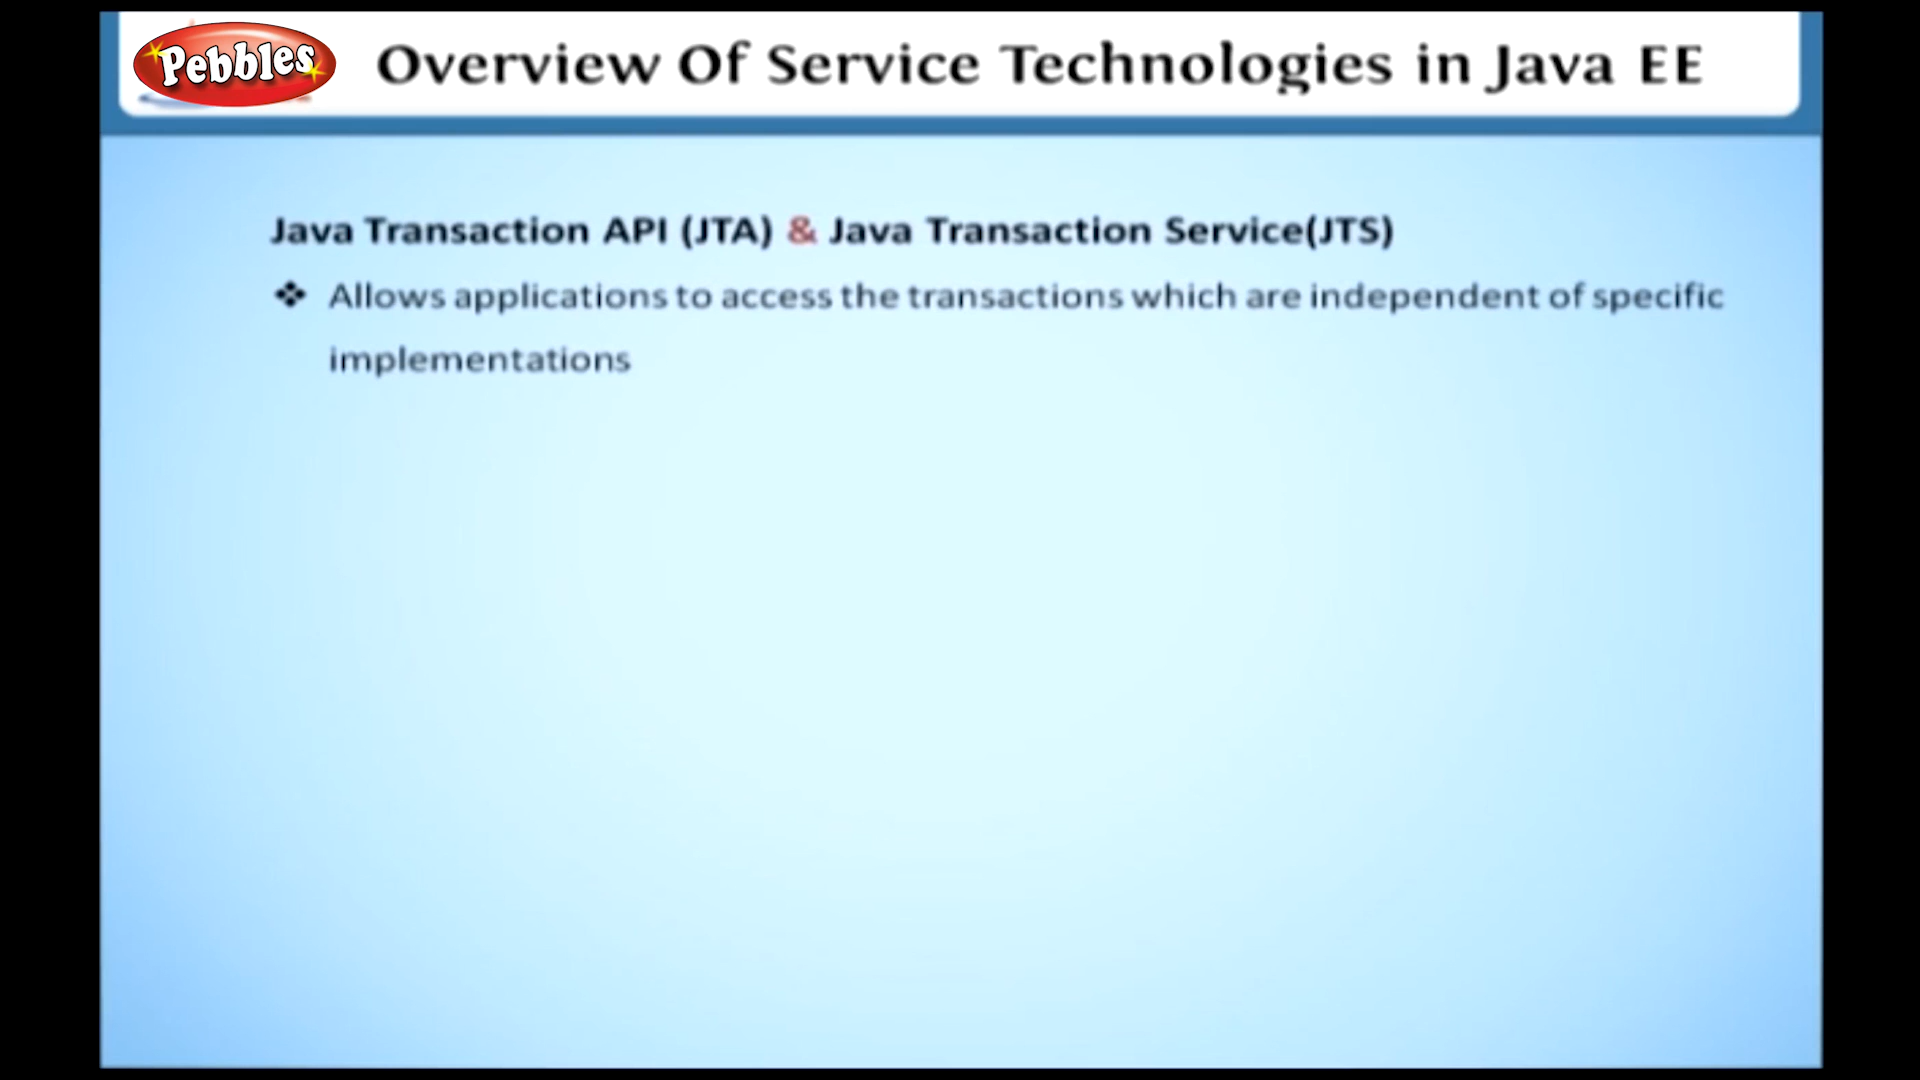 Pebbles
Overview Of Service Technologies in Java EE
Java Transaction API (JTA) & Java Transaction Service(JTS)
❖ Allows applications to access the transactions which are independent of specific
implementations